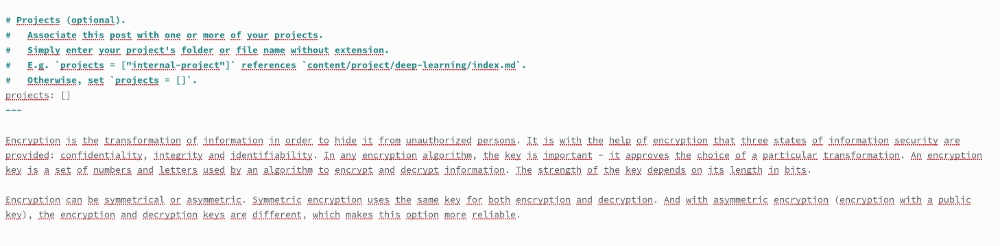 # Projects (optional).
#   Associate this post with one or more of your projects.
#   Simply enter your project's folder or file name without extension.
#   E.g. `projects = ["internal-project"]` references `content/project/deep-learning/index.md`.
#   Otherwise, set `projects = []`.
projects: []
---
Encryption is the transformation of information in order to hide it from unauthorized persons. It is with the help of encryption that three states of information security are
provided: confidentiality, integrity and identifiability. In any encryption algorithm, the key is important – it approves the choice of a particular transformation. An encryption
key is a set of numbers and letters used by an algorithm to encrypt and decrypt information. The strength of the key depends on its length in bits.
Encryption can be symmetrical or asymmetric. Symmetric encryption uses the same key for both encryption and decryption. And with asymmetric encryption (encryption with a public
key), the encryption and decryption keys are different, which makes this option more reliable.